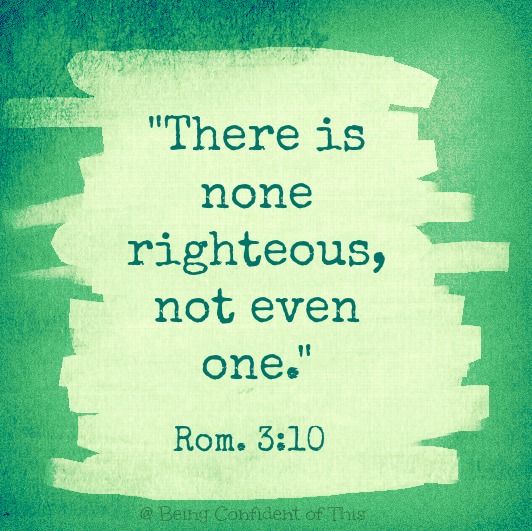 "There is
none
righteous,
not even
one."
Rom. 3:10
@ Being Confident of This